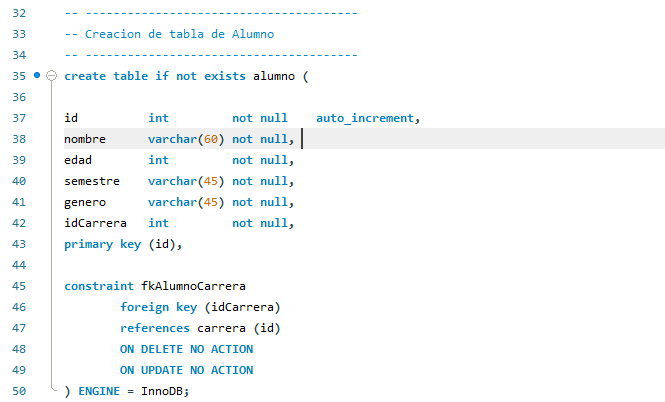 32 -- ---------------------------------------
33 -- Creacion de tabla de Alumno
34 -- ---------------------------------------
35 create table if not exists alumno (
36
37 id int not null auto_increment,
38 nombre varchar(60) not null,
39 edad int not null,
40 semestre varchar(45) not null,
41 genero varchar(45) not null,
42 idCarrera int not null,
43 primary key (id),
44
45 constraint fkAlumnoCarrera
46 foreign key (idCarrera)
47 references carrera (id)
48 ON DELETE NO ACTION
49 ON UPDATE NO ACTION
50 ) ENGINE = InnoDB;